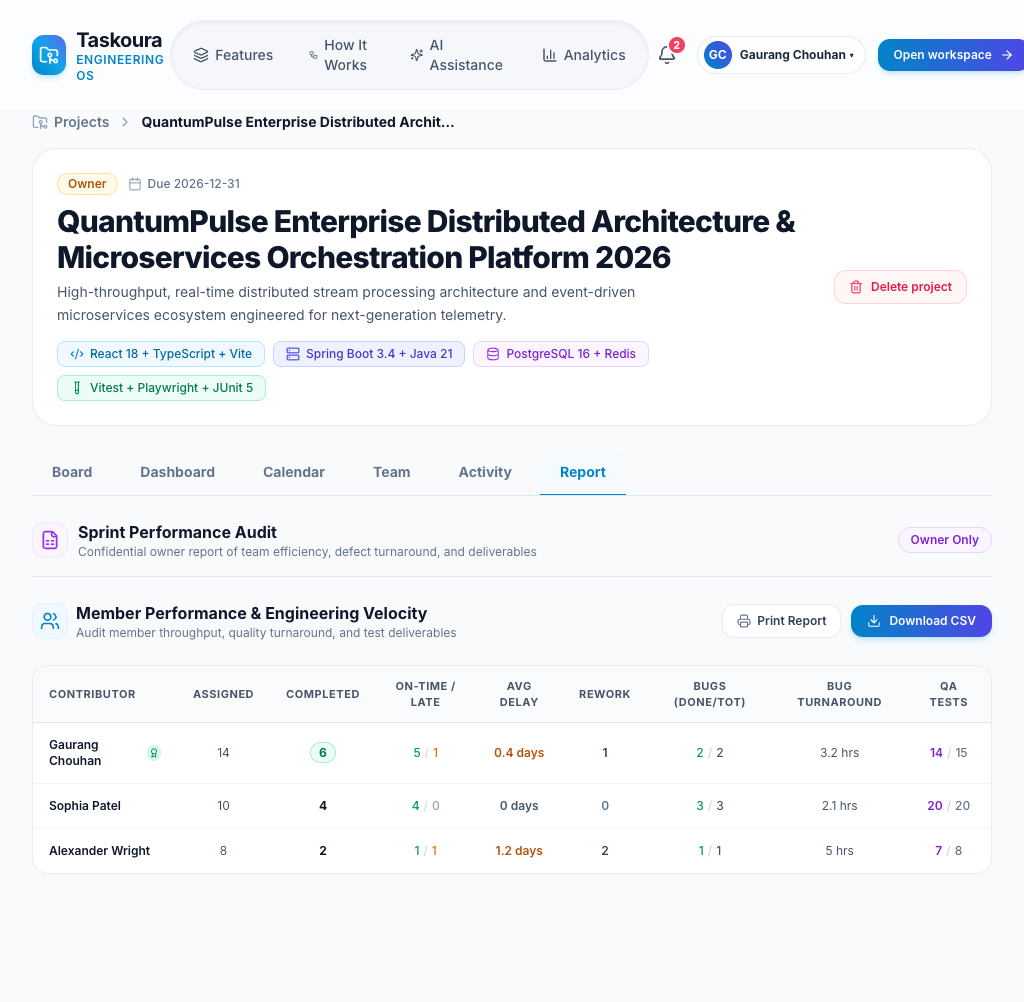 Taskoura
ENGINEERING
OS
Features
How It
Works
AI
Assistance
Analytics
2
GC
Gaurang Chouhan ▾
Open workspace
Projects
QuantumPulse Enterprise Distributed Archit...
Owner
Due 2026-12-31
QuantumPulse Enterprise Distributed Architecture &
Microservices Orchestration Platform 2026
High-throughput, real-time distributed stream processing architecture and event-driven
microservices ecosystem engineered for next-generation telemetry.
Delete project
React 18 + TypeScript + Vite
Spring Boot 3.4 + Java 21
PostgreSQL 16 + Redis
Vitest + Playwright + JUnit 5
Board
Dashboard
Calendar
Team
Activity
Report
Sprint Performance Audit
Confidential owner report of team efficiency, defect turnaround, and deliverables
Owner Only
Member Performance & Engineering Velocity
Audit member throughput, quality turnaround, and test deliverables
Print Report
Download CSV
CONTRIBUTOR ASSIGNED COMPLETED ON-TIME / LATE AVG DELAY REWORK BUGS (DONE/TOT) BUG TURNAROUND QA TESTS
Gaurang Chouhan 14 6 5 / 1 0.4 days 1 2 / 2 3.2 hrs 14 / 15
Sophia Patel 10 4 4 / 0 0 days 0 3 / 3 2.1 hrs 20 / 20
Alexander Wright 8 2 1 / 1 1.2 days 2 1 / 1 5 hrs 7 / 8